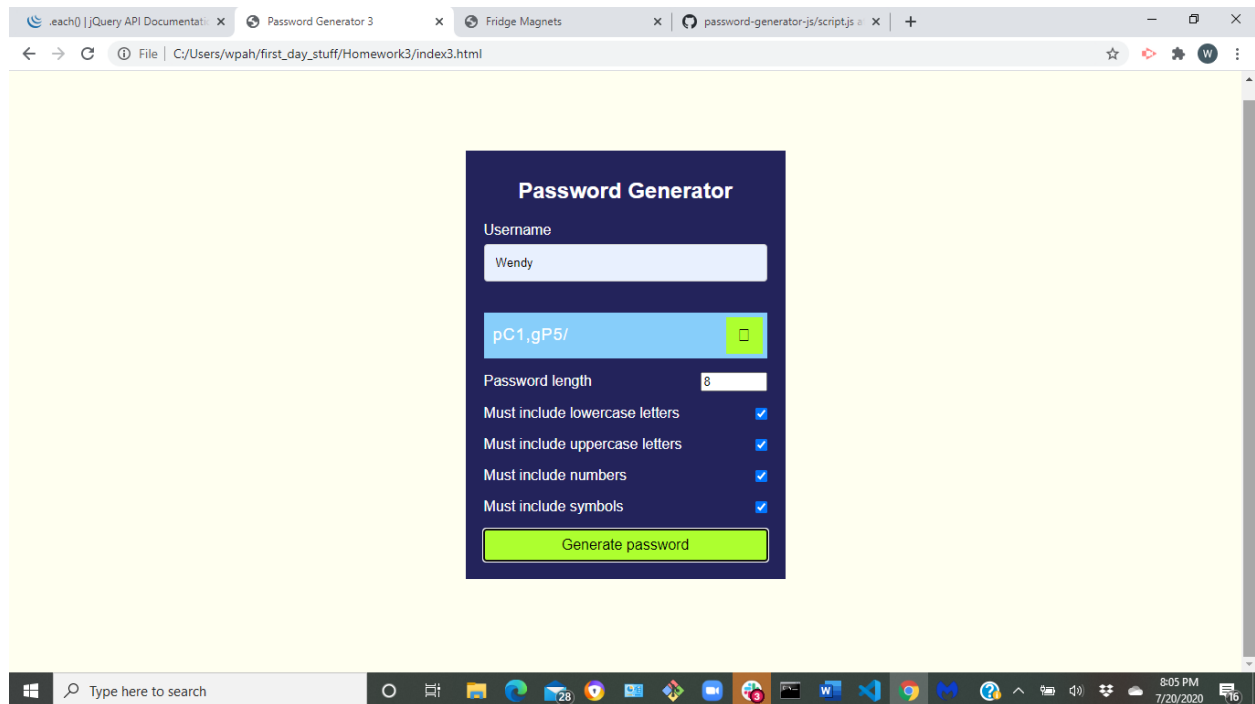 .each() | jQuery API Documentatio
Password Generator 3
Fridge Magnets
password-generator-js/script.js a
File | C:/Users/wpah/first_day_stuff/Homework3/index3.html
W
Password Generator
Username
Wendy
pC1,gP5/
Password length
8
Must include lowercase letters
Must include uppercase letters
Must include numbers
Must include symbols
Generate password
Type here to search
28
3
8:05 PM
7/20/2020
16